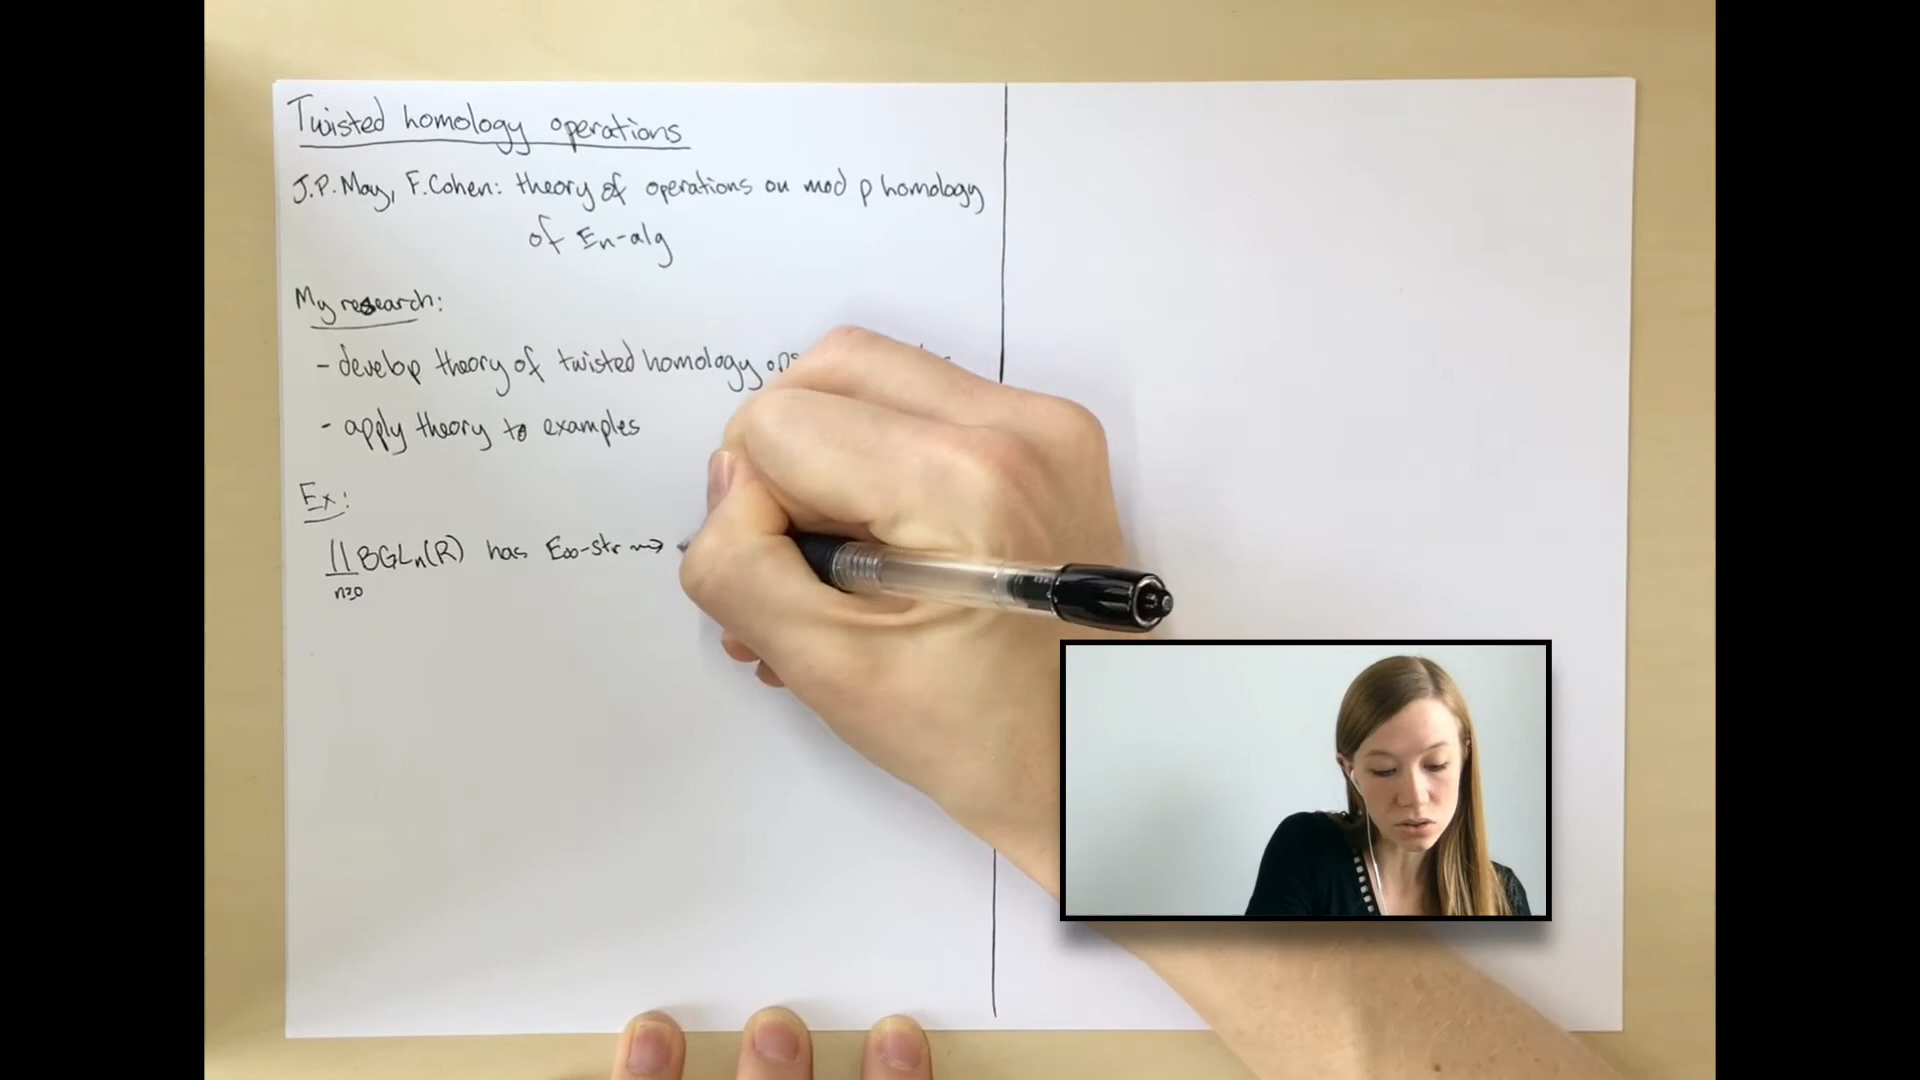 Twisted homology operations
J.P.May, F.Cohen: theory of operations on mod p homology
of En-alg
My research:
- develop theory of twisted homology ops
- apply theory to examples
Ex:
∐ BGLn(R) has E∞-str ⇝
n≥0